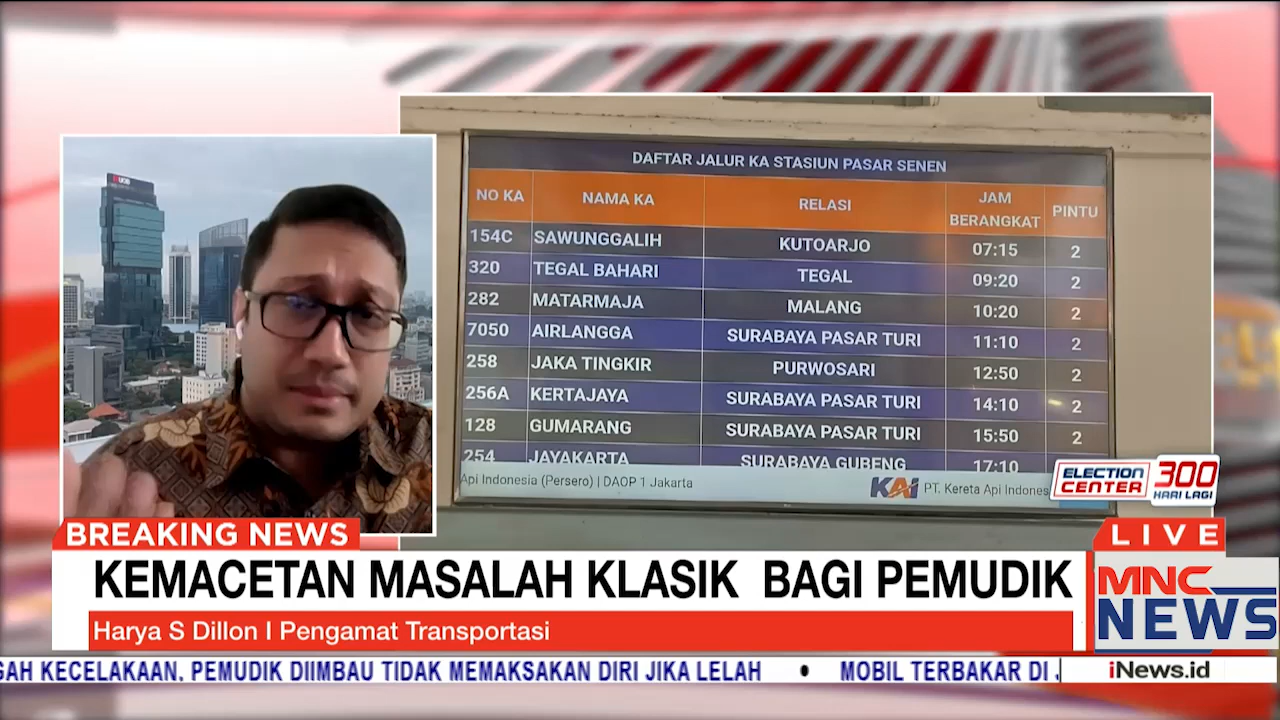 DAFTAR JALUR KA STASIUN PASAR SENEN
NO KA NAMA KA RELASI JAM BERANGKAT PINTU
154C SAWUNGGALIH KUTOARJO 07:15 2
320 TEGAL BAHARI TEGAL 09:20 2
282 MATARMAJA MALANG 10:20 2
7050 AIRLANGGA SURABAYA PASAR TURI 11:10 2
258 JAKA TINGKIR PURWOSARI 12:50 2
256A KERTAJAYA SURABAYA PASAR TURI 14:10 2
128 GUMARANG SURABAYA PASAR TURI 15:50 2
254 JAYAKARTA SURABAYA GUBENG 17:10
Api Indonesia (Persero) | DAOP 1 Jakarta KAI PT. Kereta Api Indones
ELECTION CENTER 300 HARI LAGI
BREAKING NEWS
LIVE
KEMACETAN MASALAH KLASIK BAGI PEMUDIK
Harya S Dillon I Pengamat Transportasi
MNC NEWS
GAH KECELAKAAN, PEMUDIK DIIMBAU TIDAK MEMAKSAKAN DIRI JIKA LELAH • MOBIL TERBAKAR DI
iNews.id